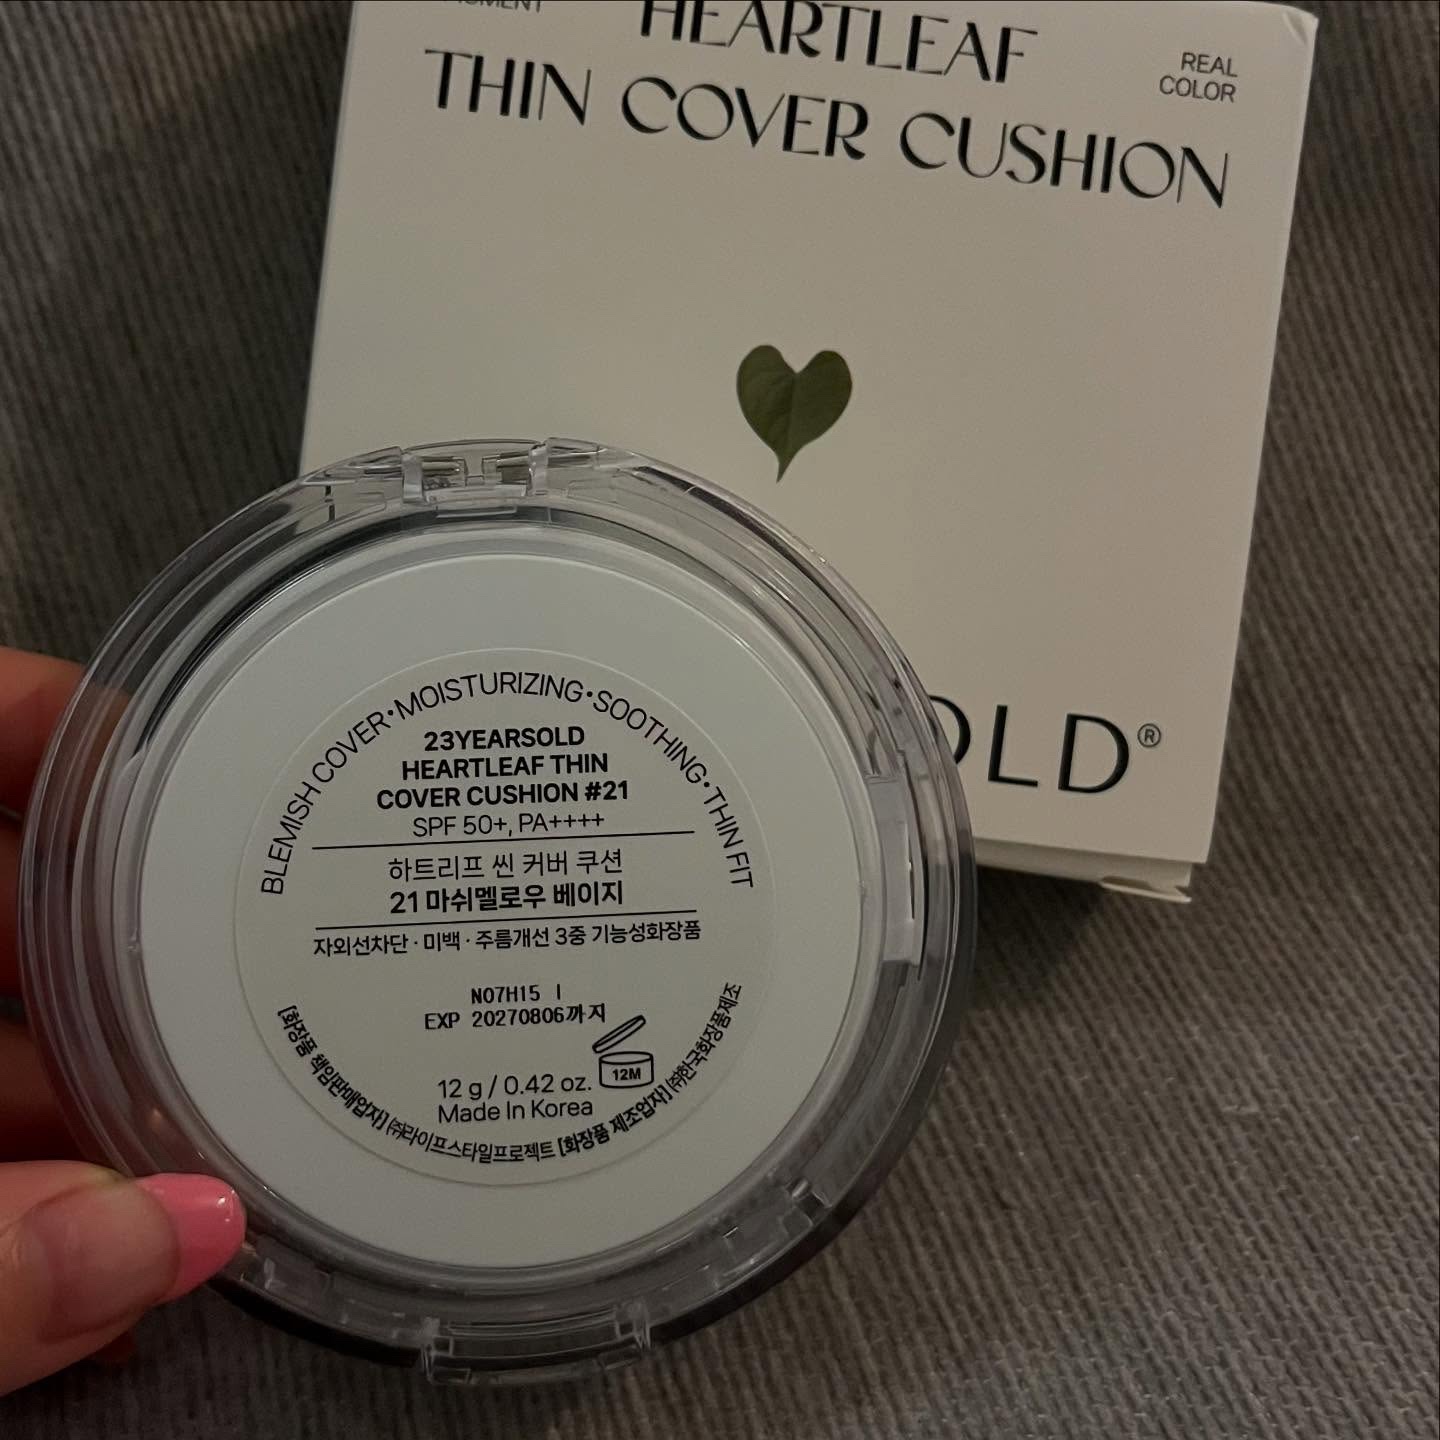 HEARTLEAF
THIN COVER CUSHION
REAL
COLOR
OLD®
BLEMISH COVER•MOISTURIZING•SOOTHING•THIN FIT
23YEARSOLD
HEARTLEAF THIN
COVER CUSHION #21
SPF 50+, PA++++
하트리프 씬 커버 쿠션
21 마쉬멜로우 베이지
자외선차단 · 미백 · 주름개선 3중 기능성화장품
N07H15 I
EXP 20270806까지
12M
12 g / 0.42 oz.
Made In Korea
[화장품 책임판매업자] ㈜라이프스타일프로젝트 [화장품 제조업자] ㈜한국화장품제조